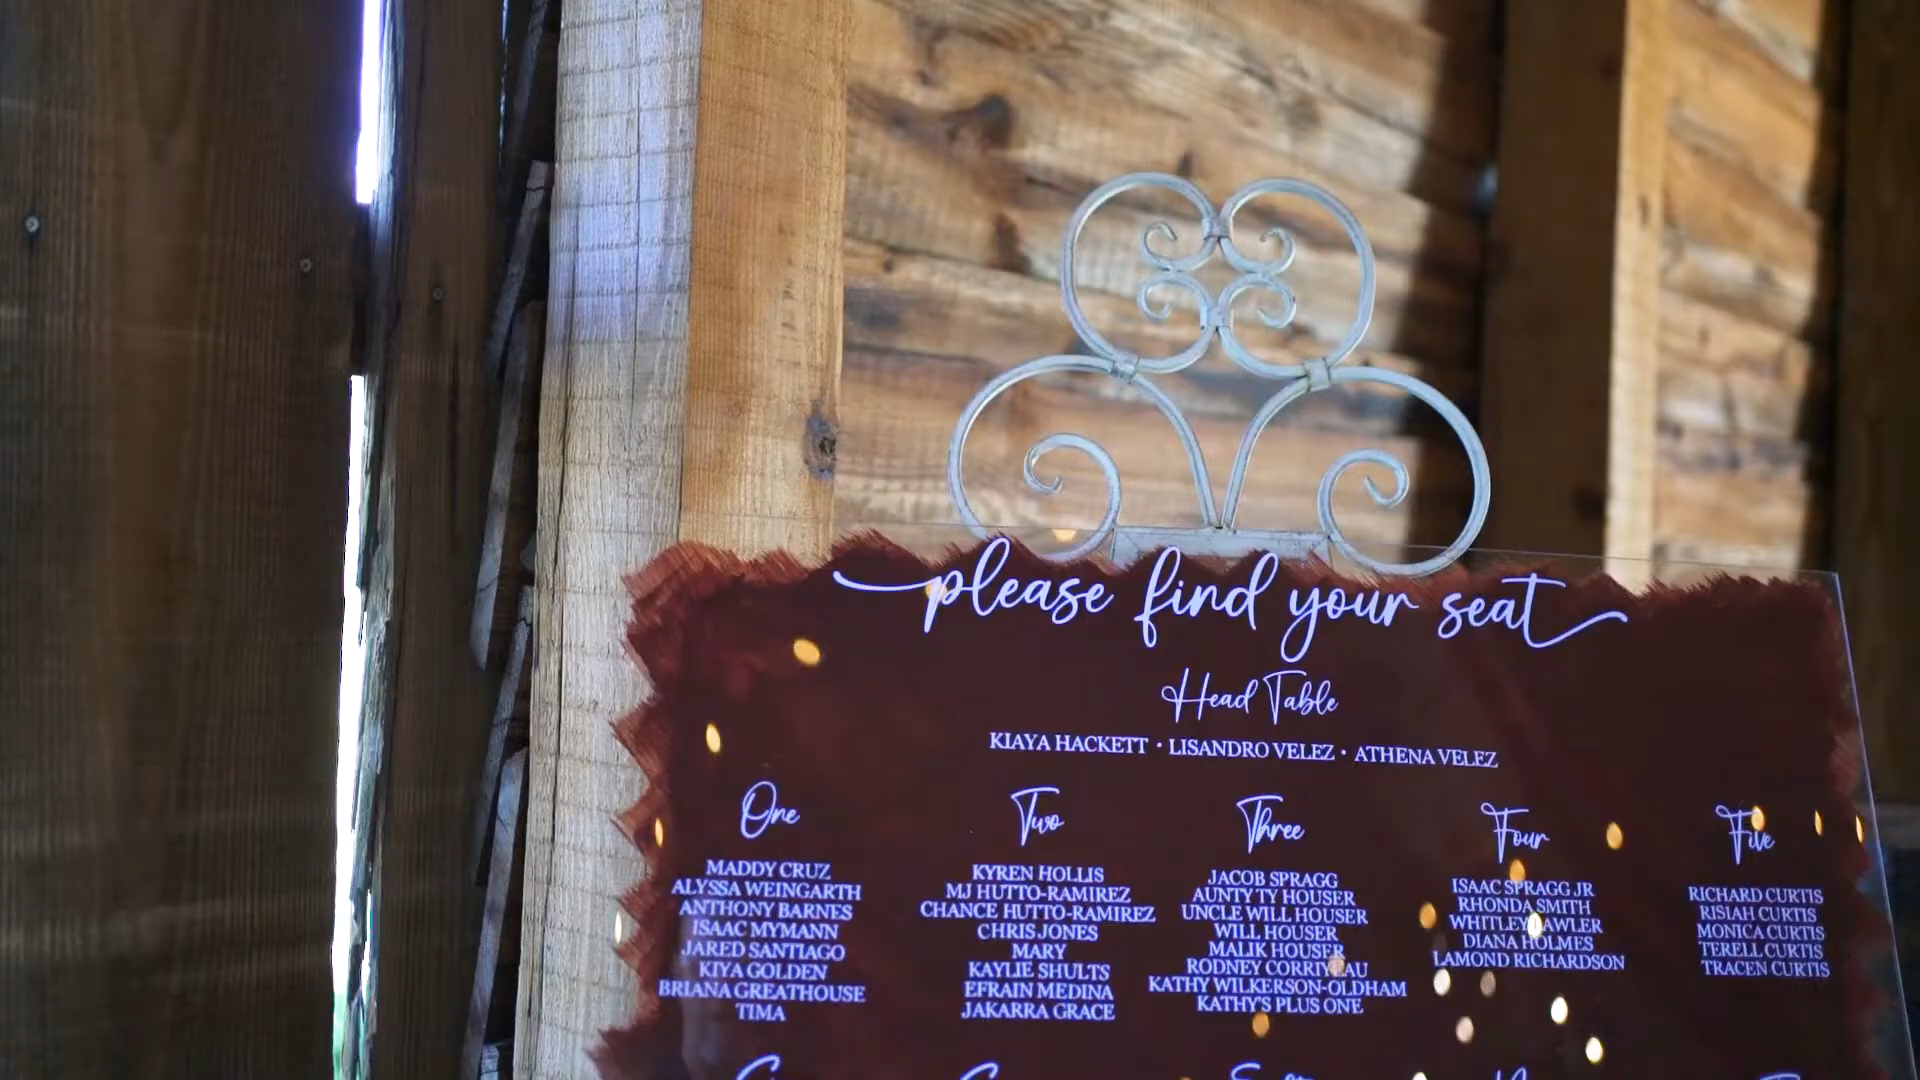 please find your seat
Head Table
KIAYA HACKETT • LISANDRO VELEZ • ATHENA VELEZ
One
MADDY CRUZ
ALYSSA WEINGARTH
ANTHONY BARNES
ISAAC MYMANN
JARED SANTIAGO
KIYA GOLDEN
BRIANA GREATHOUSE
TIMA
Two
KYREN HOLLIS
MJ HUTTO-RAMIREZ
CHANCE HUTTO-RAMIREZ
CHRIS JONES
MARY
KAYLIE SHULTS
EFRAIN MEDINA
JAKARRA GRACE
Three
JACOB SPRAGG
AUNTY TY HOUSER
UNCLE WILL HOUSER
WILL HOUSER
MALIK HOUSER
RODNEY
KATHY WILKERSON-OLDHAM
KATHY'S PLUS ONE
Four
ISAAC SPRAGG JR
RHONDA SMITH
WHITLEY
DIANA HOLMES
LAMOND RICHARDSON
Five
RICHARD CURTIS
RISIAH CURTIS
MONICA CURTIS
TERELL CURTIS
TRACEN CURTIS